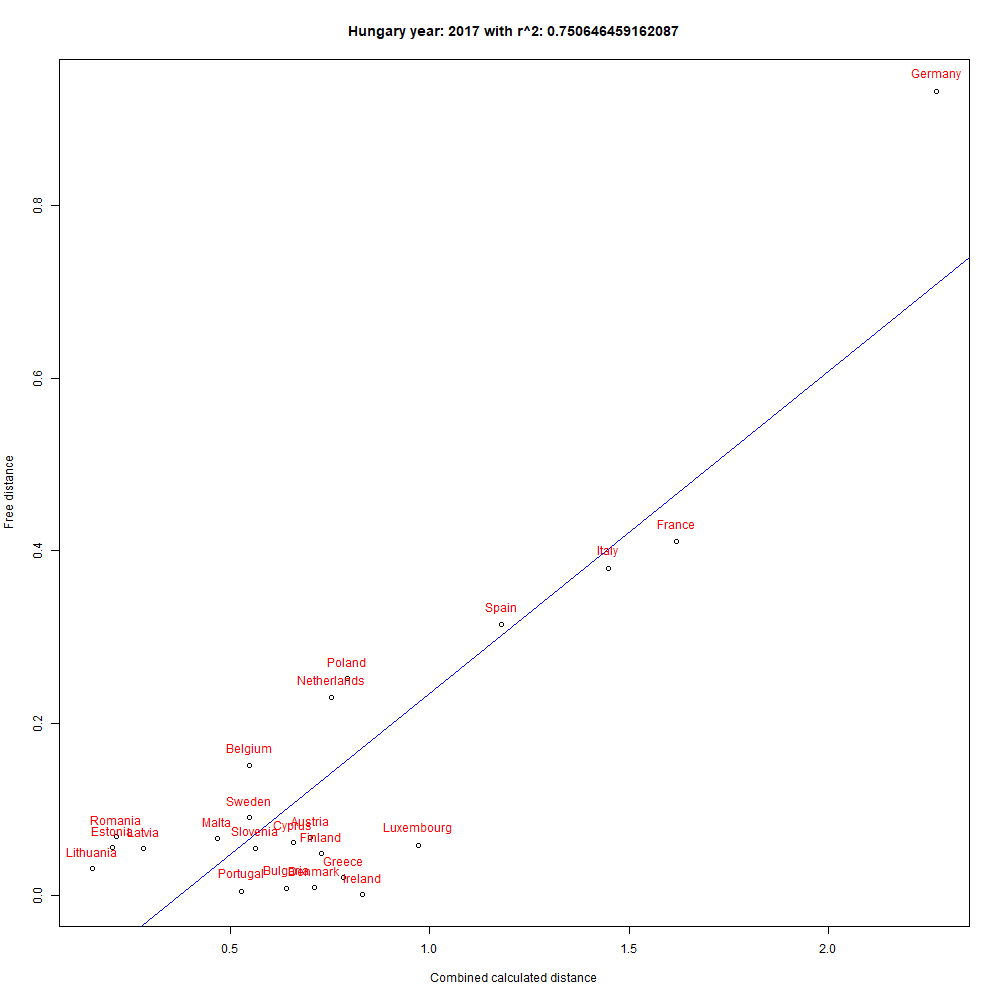 Hungary year: 2017 with r^2: 0.750646459162087
Germany
0.8
0.6
Free distance
France
0.4
Italy
Spain
Poland
Netherlands
0.2
Belgium
Sweden
Romania
Malta
Austria
Luxembourg
Estonia
Latvia
Slovenia
Cyprus
Finland
Lithuania
Greece
Portugal
Bulgaria
Denmark
Ireland
0.0
0.5
1.0
1.5
2.0
Combined calculated distance